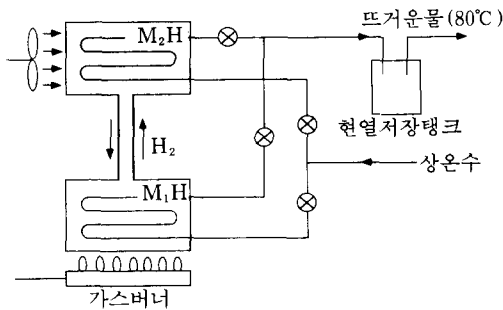 뜨거운물(80℃)
M₂H
현열저장탱크
H₂
상온수
M₁H
가스버너